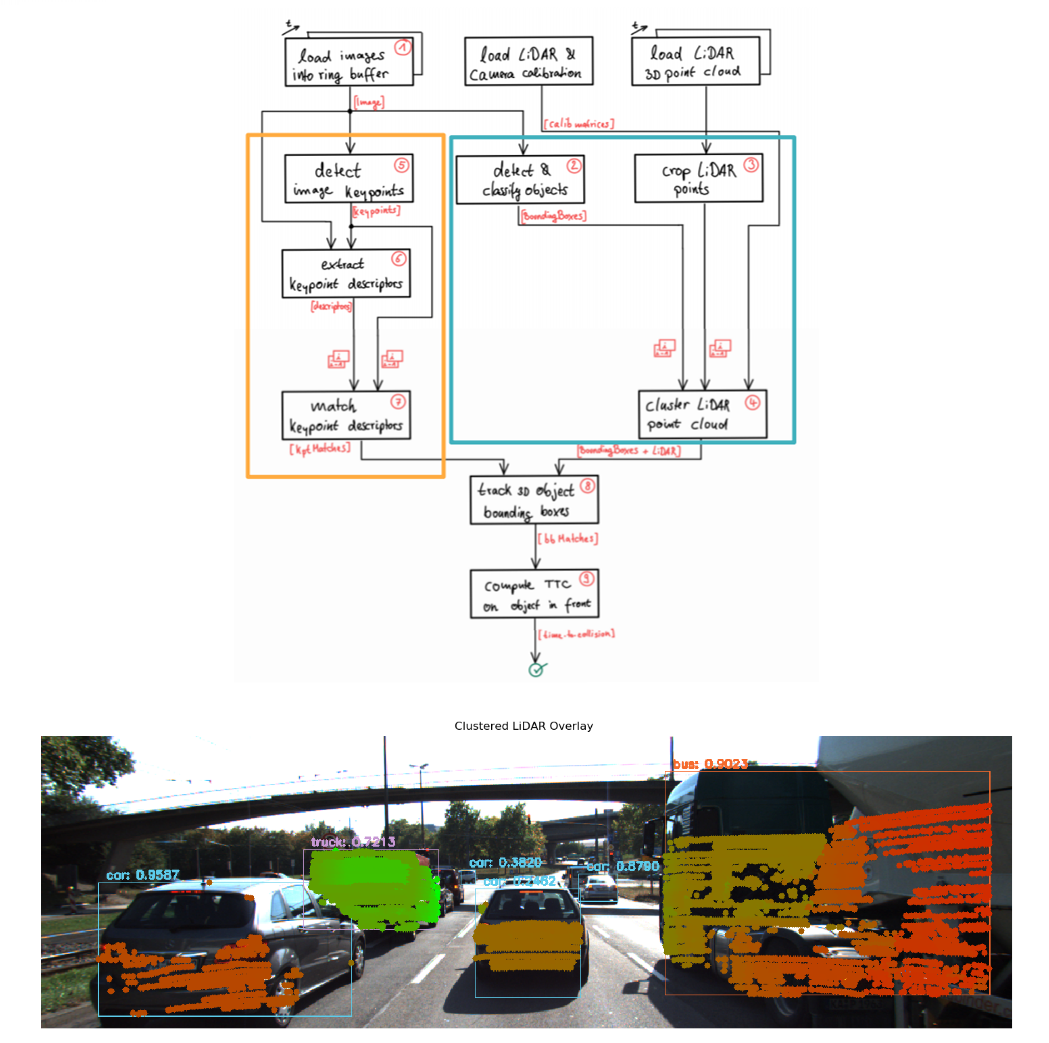 t
t
load images
into ring buffer
1
load LiDAR &
Camera calibration
load LiDAR
3D point cloud
[image]
[calib matrices]
detect
image keypoints
5
detect &
classify objects
2
crop LiDAR
points
3
[keypoints]
[BoundingBoxes]
extract
keypoint descriptors
6
[descriptors]
match
keypoint descriptors
7
cluster LiDAR
point cloud
4
[kptMatches]
[BoundingBoxes + LiDAR]
track 3D object
bounding boxes
8
[bbMatches]
compute TTC
on object in front
9
[time-to-collision]
Clustered LiDAR Overlay
bus: 0.9023
truck: 0.7213
car: 0.3820
car: 0.8790
car: 0.9587